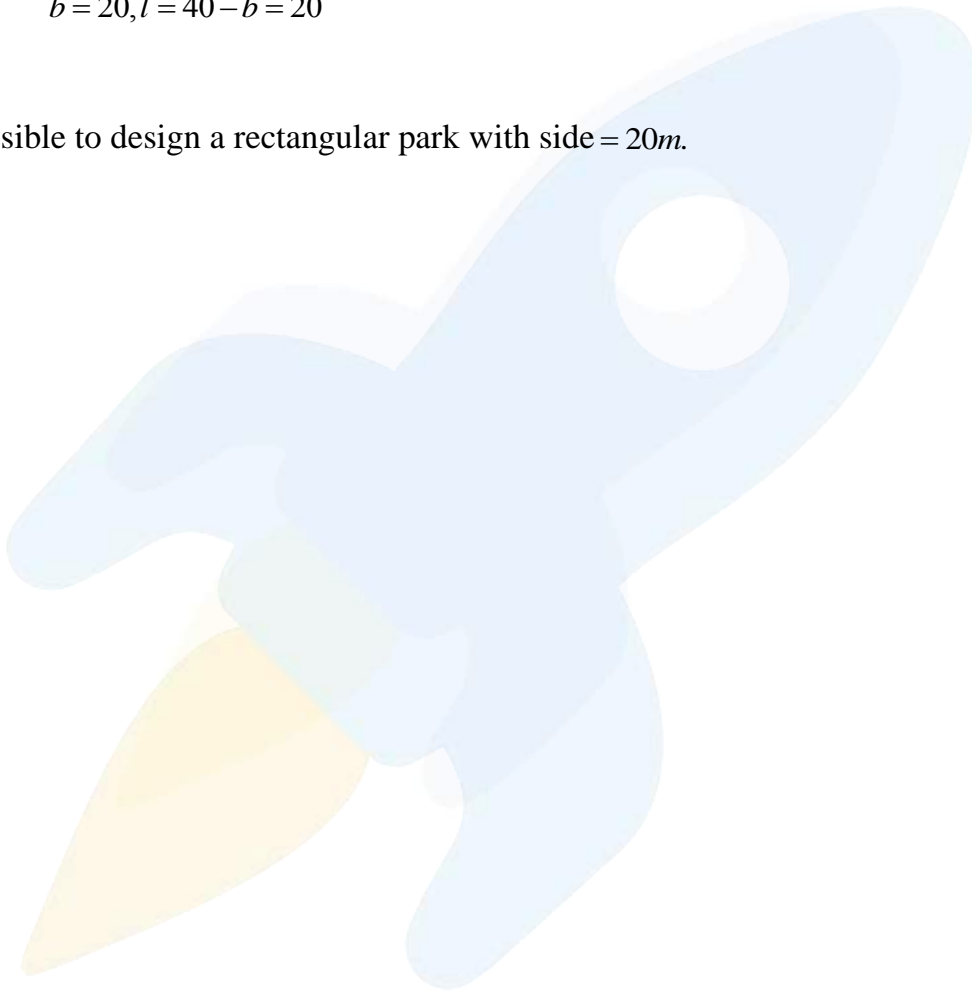 b = 20, l = 40 – b = 20
sible to design a rectangular park with side = 20m.